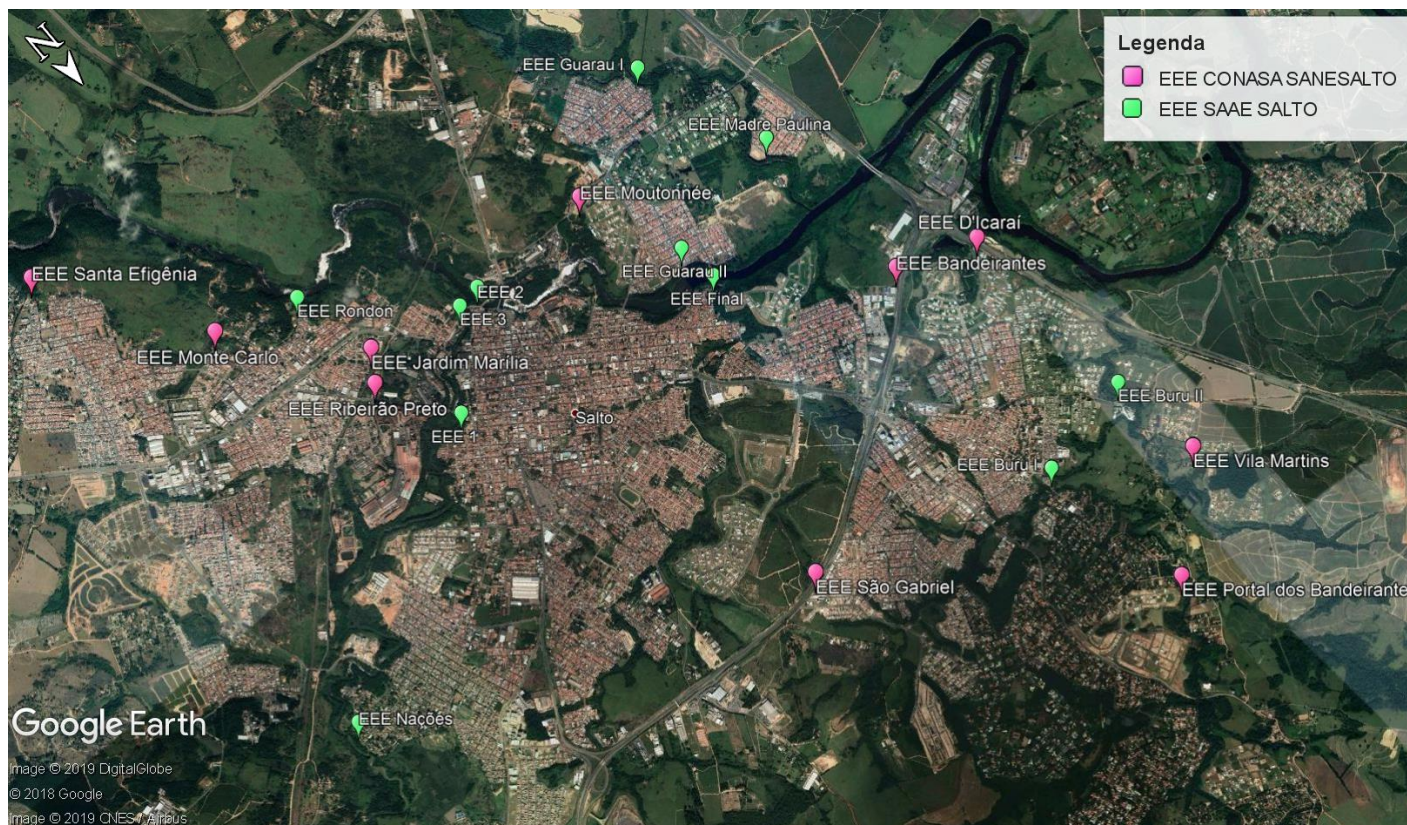 N
Legenda
EEE CONASA SANESALTO
EEE SAAE SALTO
EEE Guarau I
EEE Madre Paulina
EEE Moutonnée
EEE D'Icaraí
EEE Guarau II
EEE Bandeirantes
EEE Santa Efigênia
EEE 2
EEE Final
EEE Rondon
EEE 3
EEE Monte Carlo
EEE Jardim Marília
EEE Buru II
EEE Ribeirão Preto
Salto
EEE 1
EEE Buru I
EEE Vila Martins
EEE São Gabriel
EEE Portal dos Bandeirante
EEE Nações
Google Earth
Image © 2019 DigitalGlobe
© 2018 Google
Image © 2019 CNES / Airbus